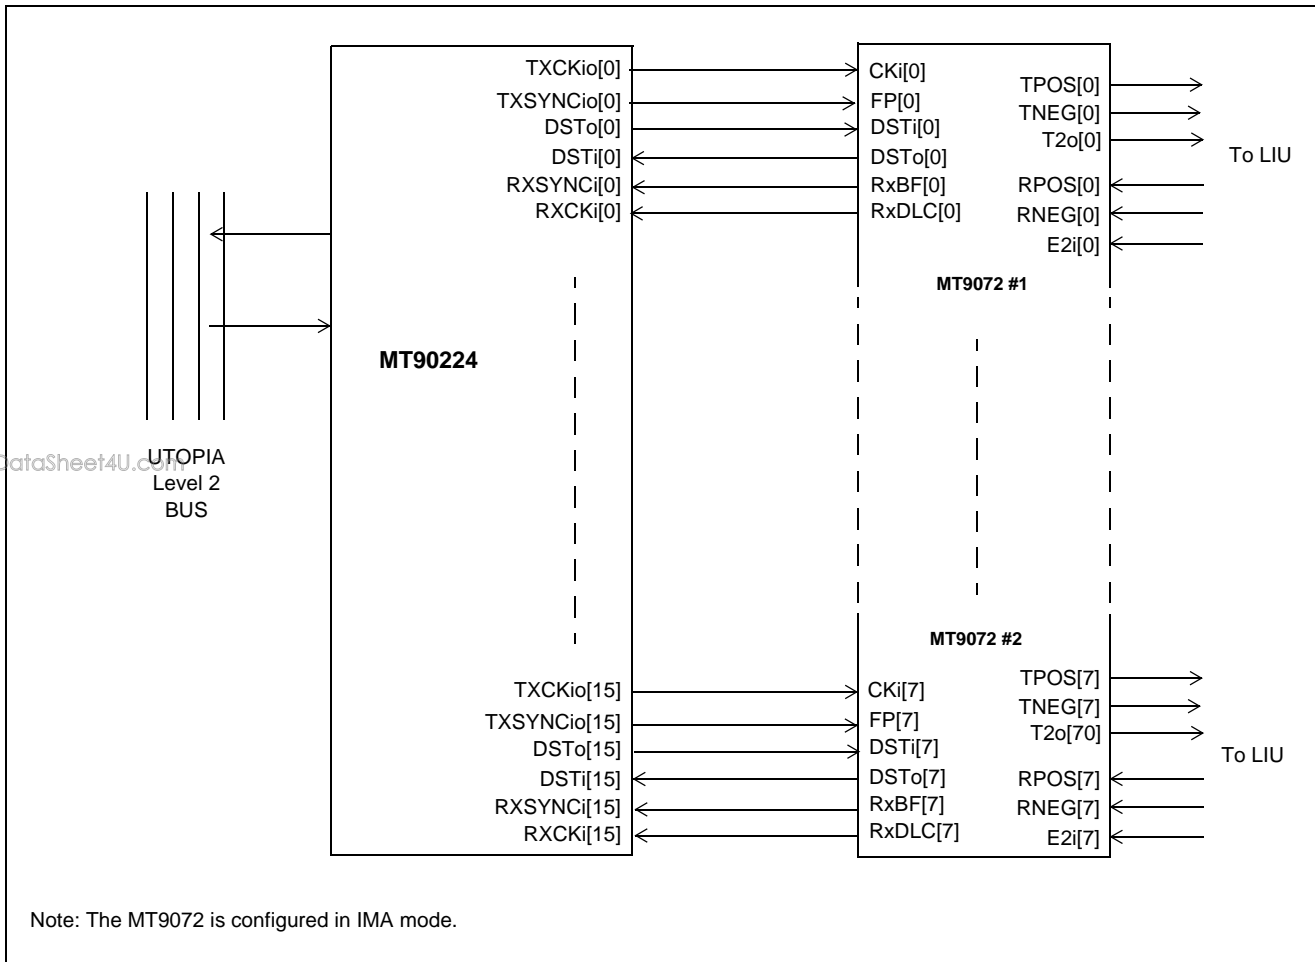 TXCKio[0]
TXSYNCio[0]
DSTo[0]
DSTi[0]
RXSYNCi[0]
RXCKi[0]
CKi[0]
FP[0]
DSTi[0]
DSTo[0]
RxBF[0]
RxDLC[0]
TPOS[0]
TNEG[0]
T2o[0]
RPOS[0]
RNEG[0]
E2i[0]
To LIU
MT9072 #1
MT90224
DataSheet4U.com
UTOPIA
Level 2
BUS
MT9072 #2
TXCKio[15]
TXSYNCio[15]
DSTo[15]
DSTi[15]
RXSYNCi[15]
RXCKi[15]
CKi[7]
FP[7]
DSTi[7]
DSTo[7]
RxBF[7]
RxDLC[7]
TPOS[7]
TNEG[7]
T2o[70]
RPOS[7]
RNEG[7]
E2i[7]
To LIU
Note: The MT9072 is configured in IMA mode.